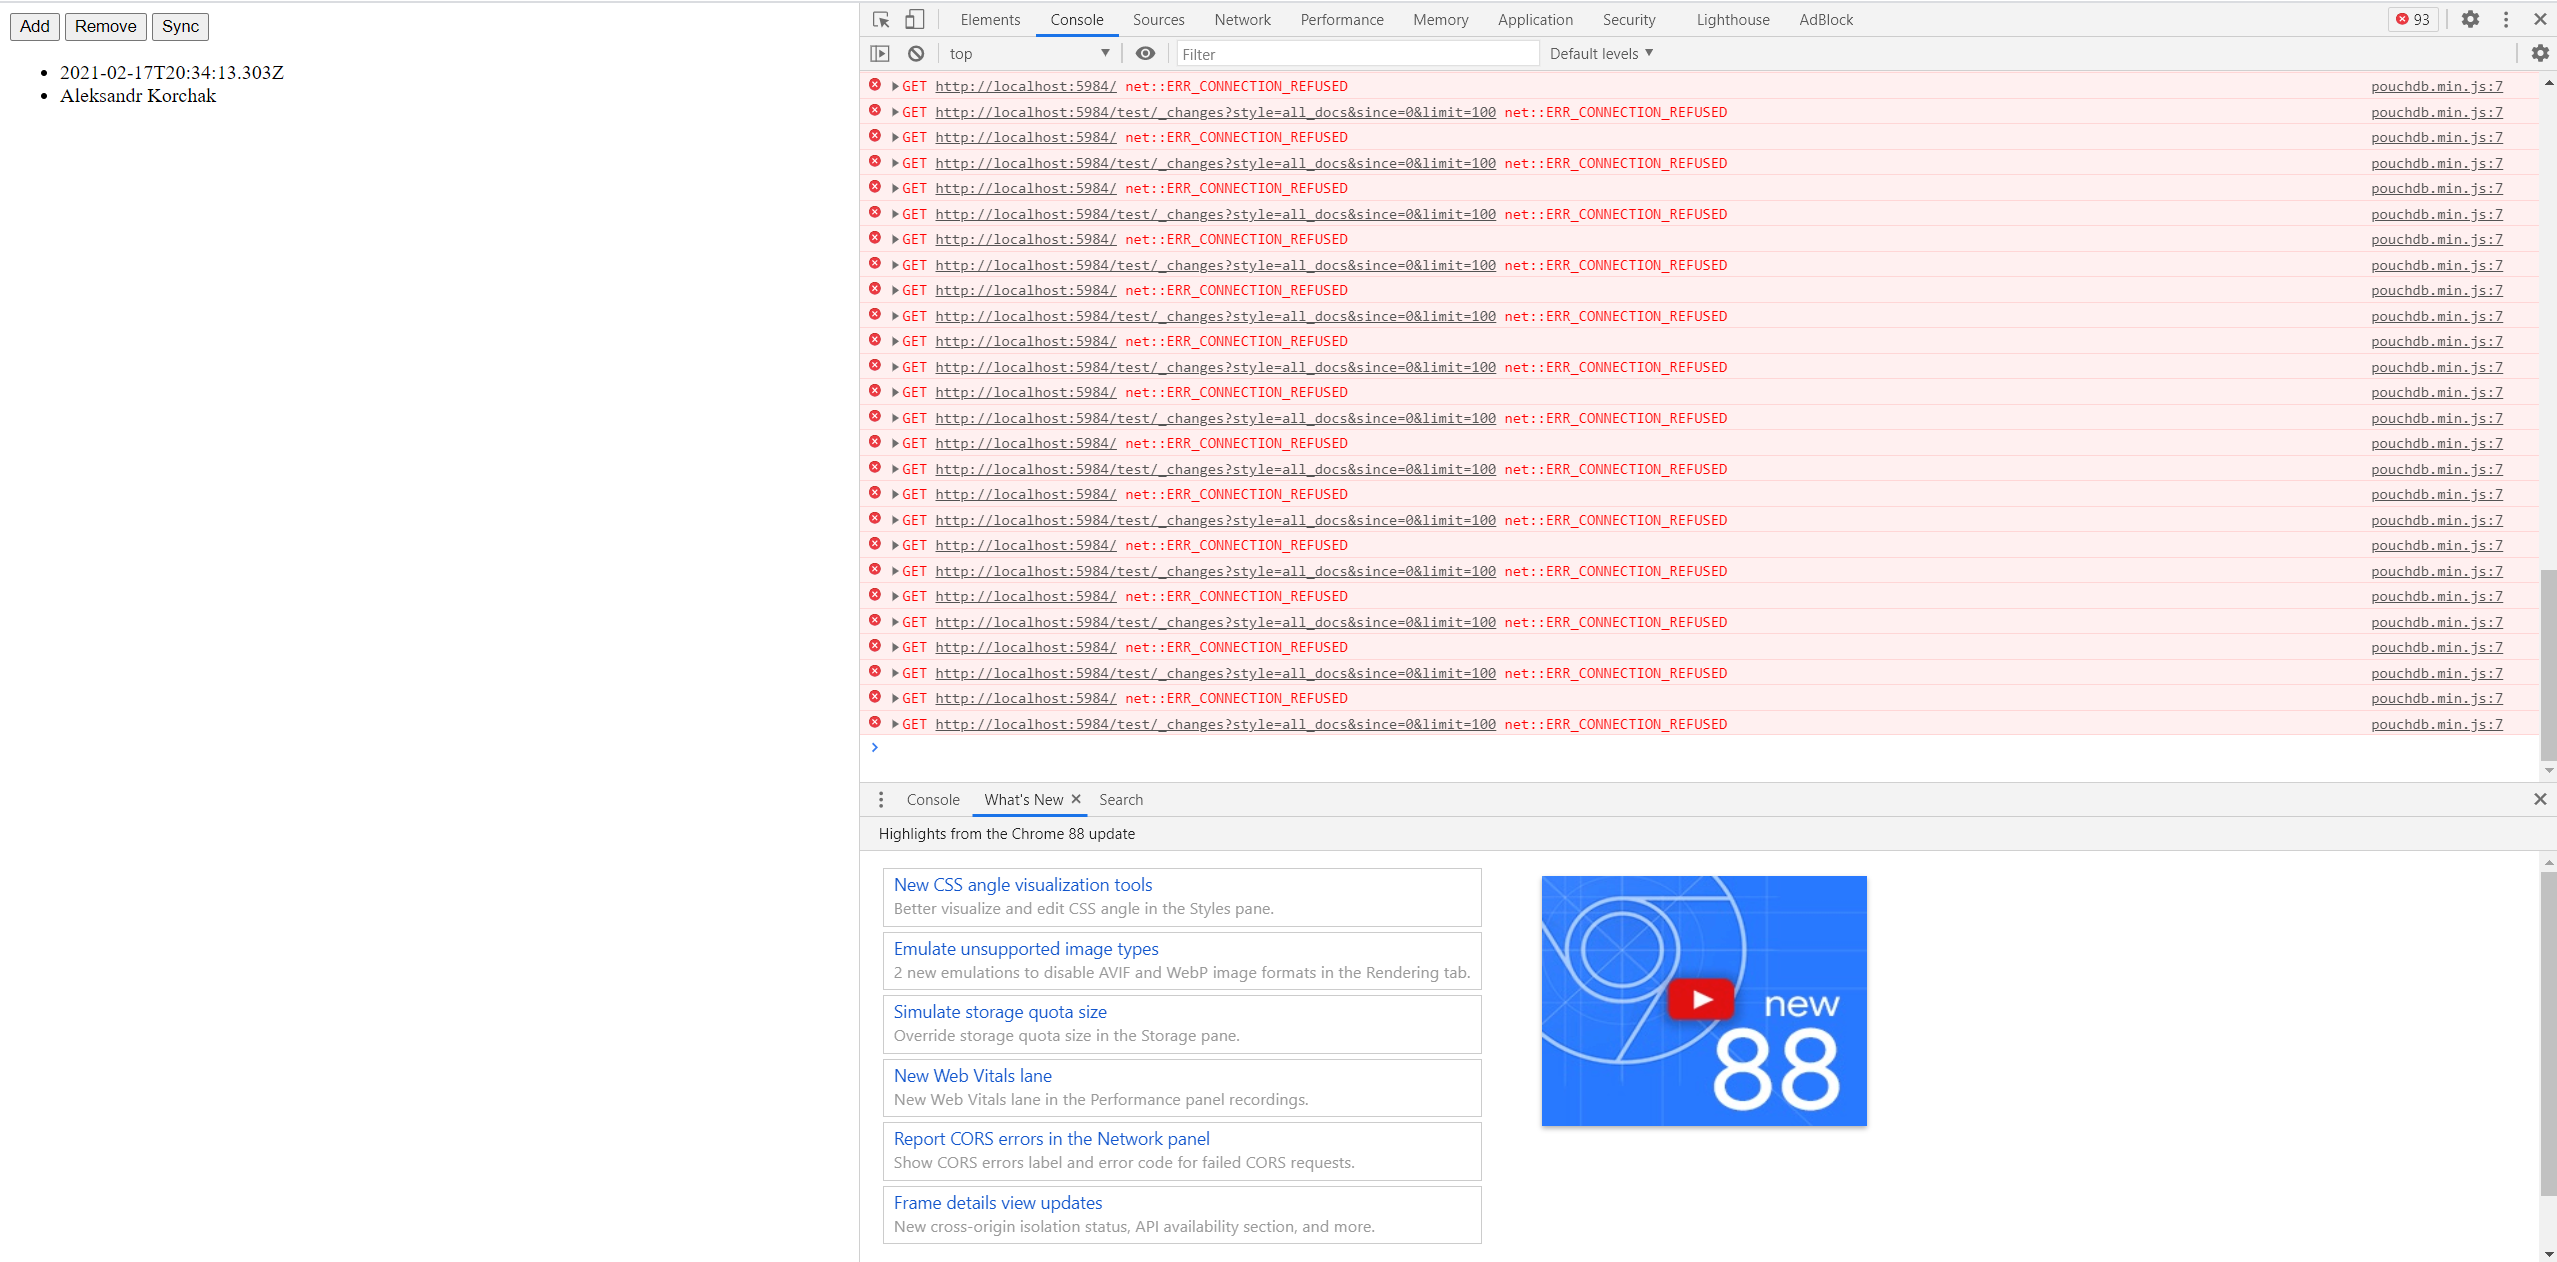 Add Remove Sync
2021-02-17T20:34:13.303Z
Aleksandr Korchak
Elements Console Sources Network Performance Memory Application Security Lighthouse AdBlock 93
top Filter Default levels
GET http://localhost:5984/ net::ERR_CONNECTION_REFUSED pouchdb.min.js:7
GET http://localhost:5984/test/_changes?style=all_docs&since=0&limit=100 net::ERR_CONNECTION_REFUSED pouchdb.min.js:7
GET http://localhost:5984/ net::ERR_CONNECTION_REFUSED pouchdb.min.js:7
GET http://localhost:5984/test/_changes?style=all_docs&since=0&limit=100 net::ERR_CONNECTION_REFUSED pouchdb.min.js:7
GET http://localhost:5984/ net::ERR_CONNECTION_REFUSED pouchdb.min.js:7
GET http://localhost:5984/test/_changes?style=all_docs&since=0&limit=100 net::ERR_CONNECTION_REFUSED pouchdb.min.js:7
GET http://localhost:5984/ net::ERR_CONNECTION_REFUSED pouchdb.min.js:7
GET http://localhost:5984/test/_changes?style=all_docs&since=0&limit=100 net::ERR_CONNECTION_REFUSED pouchdb.min.js:7
GET http://localhost:5984/ net::ERR_CONNECTION_REFUSED pouchdb.min.js:7
GET http://localhost:5984/test/_changes?style=all_docs&since=0&limit=100 net::ERR_CONNECTION_REFUSED pouchdb.min.js:7
GET http://localhost:5984/ net::ERR_CONNECTION_REFUSED pouchdb.min.js:7
GET http://localhost:5984/test/_changes?style=all_docs&since=0&limit=100 net::ERR_CONNECTION_REFUSED pouchdb.min.js:7
GET http://localhost:5984/ net::ERR_CONNECTION_REFUSED pouchdb.min.js:7
GET http://localhost:5984/test/_changes?style=all_docs&since=0&limit=100 net::ERR_CONNECTION_REFUSED pouchdb.min.js:7
GET http://localhost:5984/ net::ERR_CONNECTION_REFUSED pouchdb.min.js:7
GET http://localhost:5984/test/_changes?style=all_docs&since=0&limit=100 net::ERR_CONNECTION_REFUSED pouchdb.min.js:7
GET http://localhost:5984/ net::ERR_CONNECTION_REFUSED pouchdb.min.js:7
GET http://localhost:5984/test/_changes?style=all_docs&since=0&limit=100 net::ERR_CONNECTION_REFUSED pouchdb.min.js:7
GET http://localhost:5984/ net::ERR_CONNECTION_REFUSED pouchdb.min.js:7
GET http://localhost:5984/test/_changes?style=all_docs&since=0&limit=100 net::ERR_CONNECTION_REFUSED pouchdb.min.js:7
GET http://localhost:5984/ net::ERR_CONNECTION_REFUSED pouchdb.min.js:7
GET http://localhost:5984/test/_changes?style=all_docs&since=0&limit=100 net::ERR_CONNECTION_REFUSED pouchdb.min.js:7
GET http://localhost:5984/ net::ERR_CONNECTION_REFUSED pouchdb.min.js:7
GET http://localhost:5984/test/_changes?style=all_docs&since=0&limit=100 net::ERR_CONNECTION_REFUSED pouchdb.min.js:7
GET http://localhost:5984/ net::ERR_CONNECTION_REFUSED pouchdb.min.js:7
GET http://localhost:5984/test/_changes?style=all_docs&since=0&limit=100 net::ERR_CONNECTION_REFUSED pouchdb.min.js:7
Console What's New Search
Highlights from the Chrome 88 update
New CSS angle visualization tools
Better visualize and edit CSS angle in the Styles pane.
Emulate unsupported image types
2 new emulations to disable AVIF and WebP image formats in the Rendering tab.
Simulate storage quota size
Override storage quota size in the Storage pane.
New Web Vitals lane
New Web Vitals lane in the Performance panel recordings.
Report CORS errors in the Network panel
Show CORS errors label and error code for failed CORS requests.
Frame details view updates
New cross-origin isolation status, API availability section, and more.
new
88